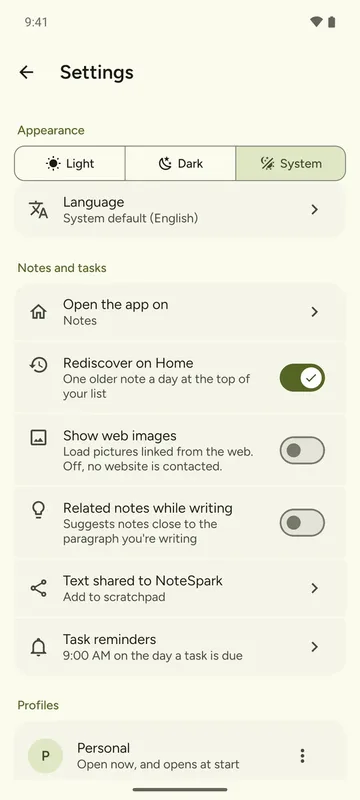 9:41
Settings
Appearance
Light
Dark
System
Language
System default (English)
Notes and tasks
Open the app on
Notes
Rediscover on Home
One older note a day at the top of
your list
Show web images
Load pictures linked from the web.
Off, no website is contacted.
Related notes while writing
Suggests notes close to the
paragraph you're writing
Text shared to NoteSpark
Add to scratchpad
Task reminders
9:00 AM on the day a task is due
Profiles
P
Personal
Open now, and opens at start